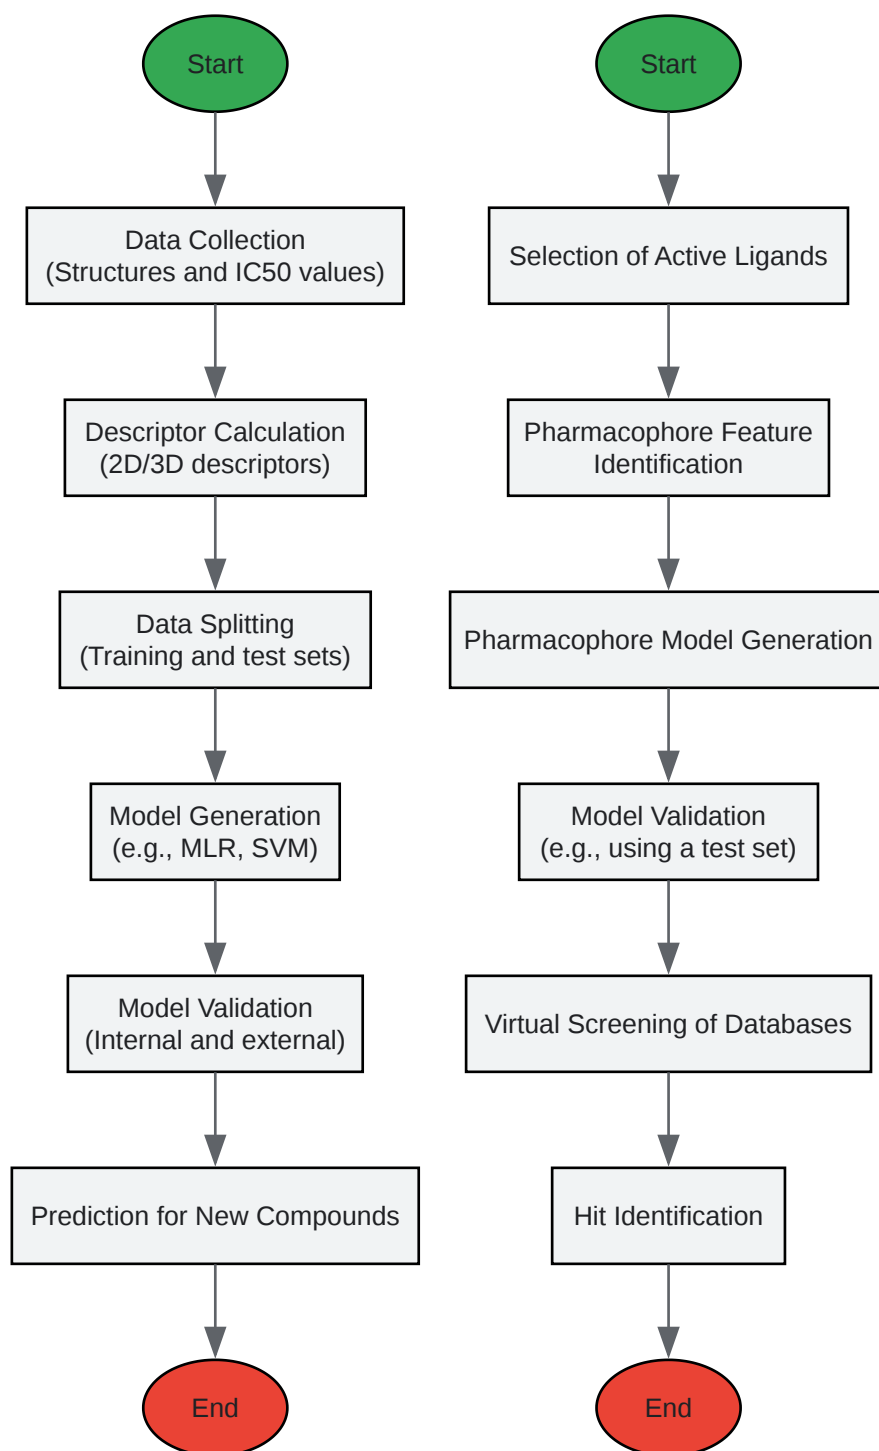 Start
Data Collection
(Structures and IC50 values)
Descriptor Calculation
(2D/3D descriptors)
Data Splitting
(Training and test sets)
Model Generation
(e.g., MLR, SVM)
Model Validation
(Internal and external)
Prediction for New Compounds
End
Start
Selection of Active Ligands
Pharmacophore Feature
Identification
Pharmacophore Model Generation
Model Validation
(e.g., using a test set)
Virtual Screening of Databases
Hit Identification
End